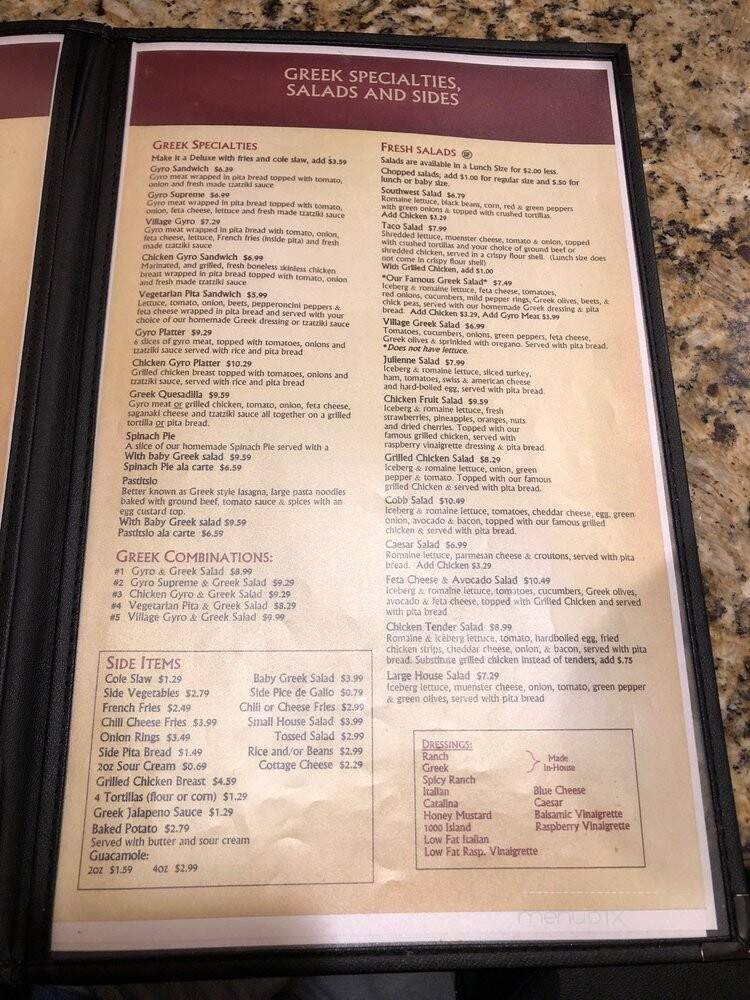 GREEK SPECIALTIES,
SALADS AND SIDES
GREEK SPECIALTIES
Make it a Deluxe with fries and cole slaw, add $3.59
Gyro Sandwich $6.29
Gyro meat wrapped in pita bread topped with tomato,
onion and fresh made tzatziki sauce
Gyro Supreme $6.99
Gyro meat wrapped in pita bread topped with tomato,
onion, feta cheese, lettuce and fresh made tzatziki sauce
Village Gyro $7.29
Gyro meat wrapped in pita bread with tomato, onion,
feta cheese, lettuce, French fries (inside pita) and fresh
made tzatziki sauce
Chicken Gyro Sandwich $6.99
Marinated, and grilled, fresh boneless skinless chicken
breast wrapped in pita bread topped with tomato, onion
and fresh made tzatziki sauce
Vegetarian Pita Sandwich $5.99
Lettuce, tomato, onion, beets, pepperoncini peppers &
feta cheese wrapped in pita bread and served with your
choice of our homemade Greek dressing or tzatziki sauce
Gyro Platter $9.29
6 slices of gyro meat, topped with tomatoes, onions and
tzatziki sauce served with rice and pita bread
Chicken Gyro Platter $10.29
Grilled chicken breast topped with tomatoes, onions and
tzatziki sauce, served with rice and pita bread
Greek Quesadilla $9.59
Gyro meat or grilled chicken, tomato, onion, feta cheese,
saganaki cheese and tzatziki sauce all together on a grilled
tortilla or pita bread.
Spinach Pie
A slice of our homemade Spinach Pie served with a
With baby Greek salad $9.59
Spinach Pie ala carte $6.59
Pastitsio
Better known as Greek style lasagna, large pasta noodles
baked with ground beef, tomato sauce & spices with an
egg custard top.
With Baby Greek salad $9.59
Pastitsio ala carte $6.59
GREEK COMBINATIONS:
#1 Gyro & Greek Salad $8.99
#2 Gyro Supreme & Greek Salad $9.29
#3 Chicken Gyro & Greek Salad $9.29
#4 Vegetarian Pita & Greek Salad $8.29
#5 Village Gyro & Greek Salad $9.99
SIDE ITEMS
Cole Slaw $1.29
Side Vegetables $2.79
French Fries $2.49
Chili Cheese Fries $3.99
Onion Rings $3.49
Side Pita Bread $1.49
2oz Sour Cream $0.69
Grilled Chicken Breast $4.59
4 Tortillas (flour or corn) $1.29
Greek Jalapeno Sauce $1.29
Baked Potato $2.79
Served with butter and sour cream
Guacamole:
2oz $1.59 4oz $2.99
Baby Greek Salad $3.99
Side Pice de Gallo $0.79
Chili or Cheese Fries $2.99
Small House Salad $3.99
Tossed Salad $2.99
Rice and/or Beans $2.99
Cottage Cheese $2.29
FRESH SALADS
Salads are available in a Lunch Size for $2.00 less.
Chopped salads, add $1.00 for regular size and $.50 for
lunch or baby size.
Southwest Salad $6.79
Romaine lettuce, black beans, corn, red & green peppers
with green onions & topped with crushed tortillas.
Add Chicken $3.29
Taco Salad $7.99
Shredded lettuce, muenster cheese, tomato & onion, topped
with crushed tortillas and your choice of ground beef or
shredded chicken, served in a crispy flour shell. (Lunch size does
not come in crispy flour shell)
With Grilled Chicken, add $1.00
*Our Famous Greek Salad* $7.49
Iceberg & romaine lettuce, feta cheese, tomatoes,
red onions, cucumbers, mild pepper rings, Greek olives, beets, &
chick peas, served with our homemade Greek dressing & pita
bread. Add Chicken $3.29, Add Gyro Meat $3.99
Village Greek Salad $6.99
Tomatoes, cucumbers, onions, green peppers, feta cheese,
Greek olives & sprinkled with oregano. Served with pita bread.
*Does not have lettuce.
Julienne Salad $7.99
Iceberg & romaine lettuce, sliced turkey,
ham, tomatoes, swiss & american cheese
and hard-boiled egg, served with pita bread.
Chicken Fruit Salad $9.59
Iceberg & romaine lettuce, fresh
strawberries, pineapples, oranges, nuts
and dried cherries. Topped with our
famous grilled chicken, served with
raspberry vinaigrette dressing & pita bread.
Grilled Chicken Salad $8.29
Iceberg & romaine lettuce, onion, green
pepper & tomato. Topped with our famous
grilled Chicken & served with pita bread.
Cobb Salad $10.49
Iceberg & romaine lettuce, tomatoes, cheddar cheese, egg, green
onion, avocado & bacon, topped with our famous grilled
chicken & served with pita bread.
Caesar Salad $6.99
Romaine lettuce, parmesan cheese & croutons, served with pita
bread. Add Chicken $3.29
Feta Cheese & Avocado Salad $10.49
Iceberg & romaine lettuce, tomatoes, cucumbers, Greek olives,
avocado & feta cheese, topped with Grilled Chicken and served
with pita bread
Chicken Tender Salad $8.99
Romaine & iceberg lettuce, tomato, hardboiled egg, fried
chicken strips, cheddar cheese, onion, & bacon, served with pita
bread. Substitute grilled chicken instead of tenders, add $.75
Large House Salad $7.29
Iceberg lettuce, muenster cheese, onion, tomato, green pepper
& green olives, served with pita bread
DRESSINGS:
Ranch
Greek
Spicy Ranch
Italian
Catalina
Honey Mustard
1000 Island
Low Fat Italian
Low Fat Rasp. Vinaigrette
Made
In-House
Blue Cheese
Caesar
Balsamic Vinaigrette
Raspberry Vinaigrette